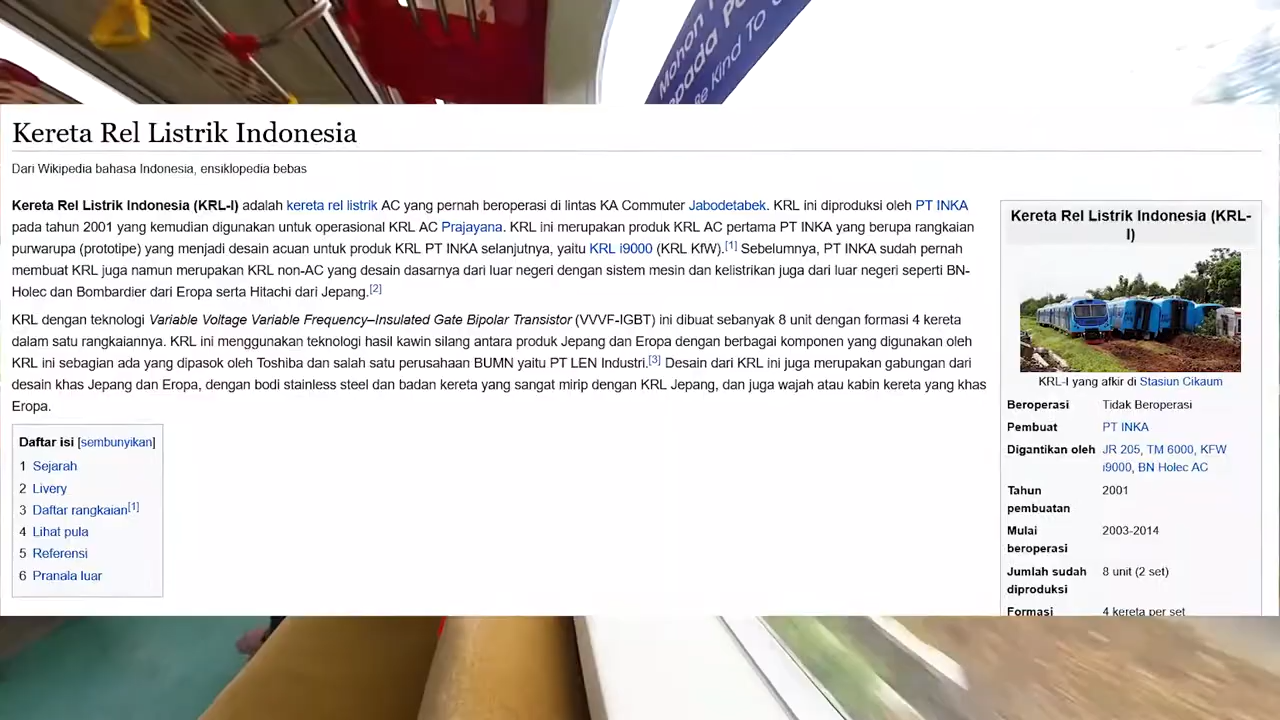 Mohon
epada
Be Kind To
Kereta Rel Listrik Indonesia
Dari Wikipedia bahasa Indonesia, ensiklopedia bebas
Kereta Rel Listrik Indonesia (KRL-I) adalah kereta rel listrik AC yang pernah beroperasi di lintas KA Commuter Jabodetabek. KRL ini diproduksi oleh PT INKA
pada tahun 2001 yang kemudian digunakan untuk operasional KRL AC Prajayana. KRL ini merupakan produk KRL AC pertama PT INKA yang berupa rangkaian
purwarupa (prototipe) yang menjadi desain acuan untuk produk KRL PT INKA selanjutnya, yaitu KRL i9000 (KRL KfW).[1] Sebelumnya, PT INKA sudah pernah
membuat KRL juga namun merupakan KRL non-AC yang desain dasarnya dari luar negeri dengan sistem mesin dan kelistrikan juga dari luar negeri seperti BN-
Holec dan Bombardier dari Eropa serta Hitachi dari Jepang.[2]
KRL dengan teknologi Variable Voltage Variable Frequency–Insulated Gate Bipolar Transistor (VVVF-IGBT) ini dibuat sebanyak 8 unit dengan formasi 4 kereta
dalam satu rangkaiannya. KRL ini menggunakan teknologi hasil kawin silang antara produk Jepang dan Eropa dengan berbagai komponen yang digunakan oleh
KRL ini sebagian ada yang dipasok oleh Toshiba dan salah satu perusahaan BUMN yaitu PT LEN Industri.[3] Desain dari KRL ini juga merupakan gabungan dari
desain khas Jepang dan Eropa, dengan bodi stainless steel dan badan kereta yang sangat mirip dengan KRL Jepang, dan juga wajah atau kabin kereta yang khas
Eropa.
Daftar isi [sembunyikan]
1 Sejarah
2 Livery
3 Daftar rangkaian[1]
4 Lihat pula
5 Referensi
6 Pranala luar
Kereta Rel Listrik Indonesia (KRL-
I)
KRL-I yang afkir di Stasiun Cikaum
Beroperasi Tidak Beroperasi
Pembuat PT INKA
Digantikan oleh JR 205, TM 6000, KFW
i9000, BN Holec AC
Tahun 2001
pembuatan
Mulai 2003-2014
beroperasi
Jumlah sudah 8 unit (2 set)
diproduksi
Formasi 4 kereta per set